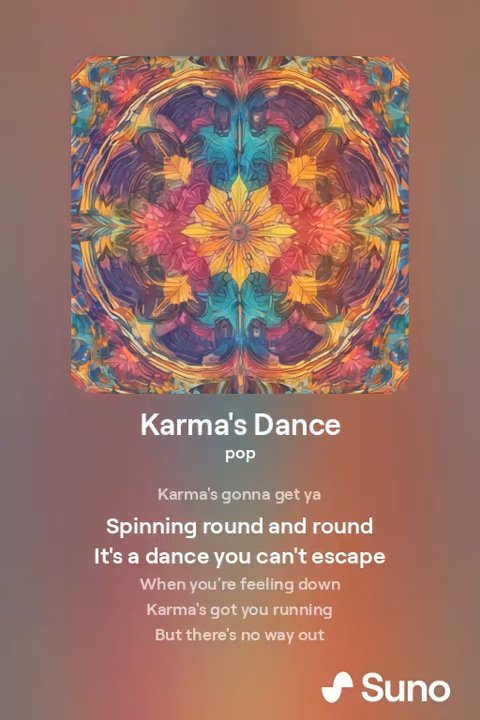 Karma's Dance
pop
Karma's gonna get ya
Spinning round and round
It's a dance you can't escape
When you're feeling down
Karma's got you running
But there's no way out
Suno